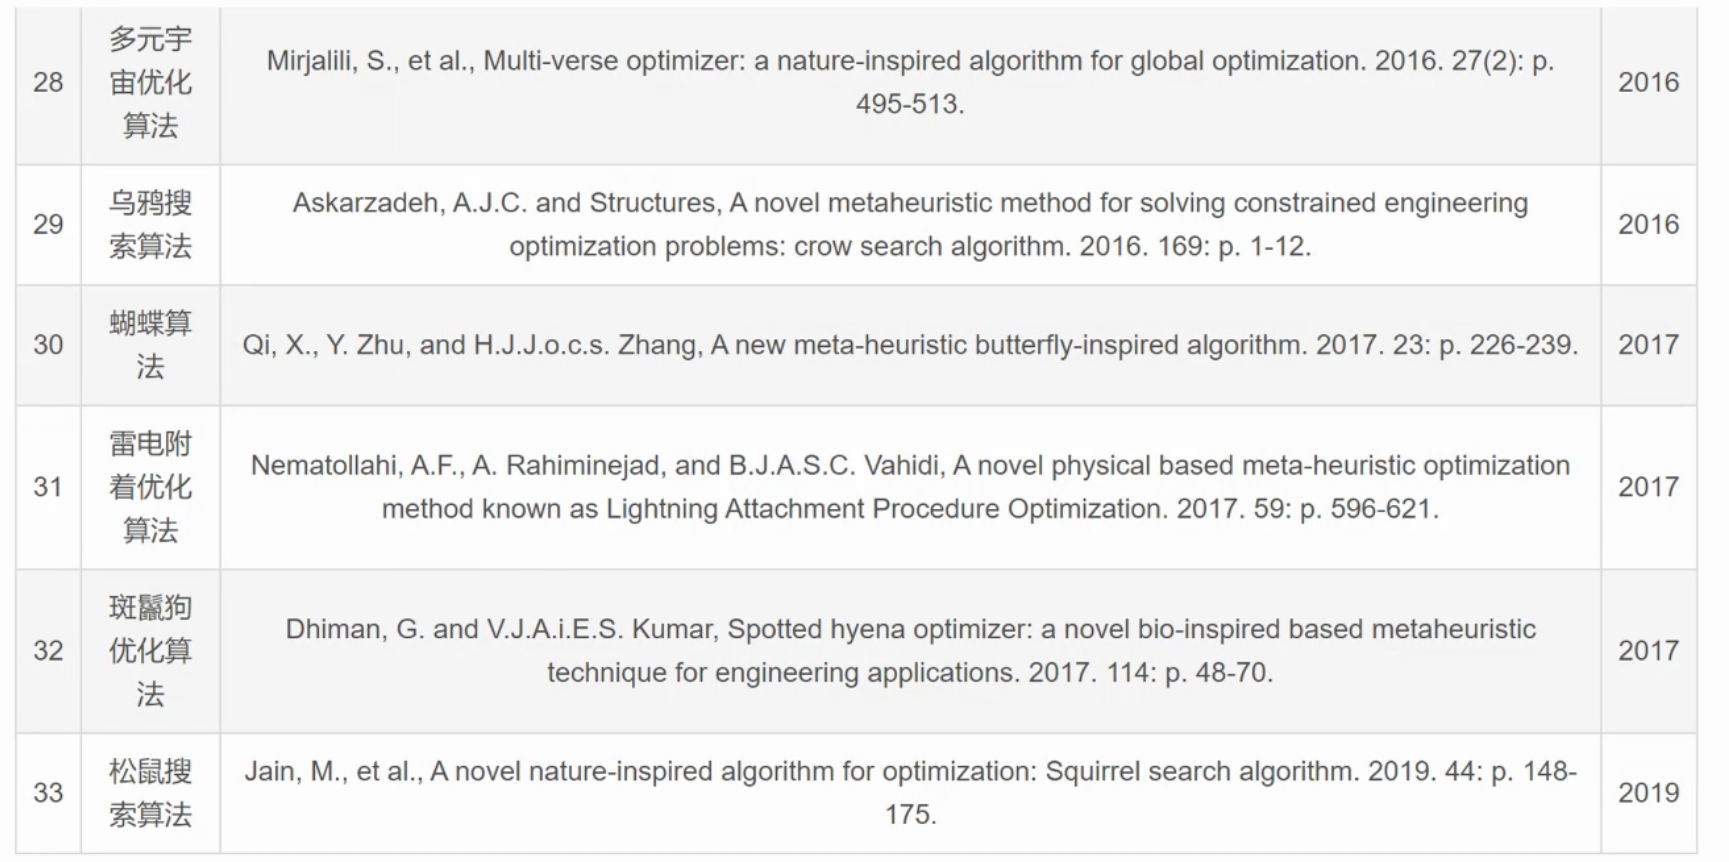 28
多元宇
宙优化
算法
Mirjalili, S., et al., Multi-verse optimizer: a nature-inspired algorithm for global optimization. 2016. 27(2): p.
495-513.
2016
29
乌鸦搜
索算法
Askarzadeh, A.J.C. and Structures, A novel metaheuristic method for solving constrained engineering
optimization problems: crow search algorithm. 2016. 169: p. 1-12.
2016
30
蝴蝶算
法
Qi, X., Y. Zhu, and H.J.J.o.c.s. Zhang, A new meta-heuristic butterfly-inspired algorithm. 2017. 23: p. 226-239.
2017
31
雷电附
着优化
算法
Nematollahi, A.F., A. Rahiminejad, and B.J.A.S.C. Vahidi, A novel physical based meta-heuristic optimization
method known as Lightning Attachment Procedure Optimization. 2017. 59: p. 596-621.
2017
32
斑鬣狗
优化算
法
Dhiman, G. and V.J.A.i.E.S. Kumar, Spotted hyena optimizer: a novel bio-inspired based metaheuristic
technique for engineering applications. 2017. 114: p. 48-70.
2017
33
松鼠搜
索算法
Jain, M., et al., A novel nature-inspired algorithm for optimization: Squirrel search algorithm. 2019. 44: p. 148-
175.
2019